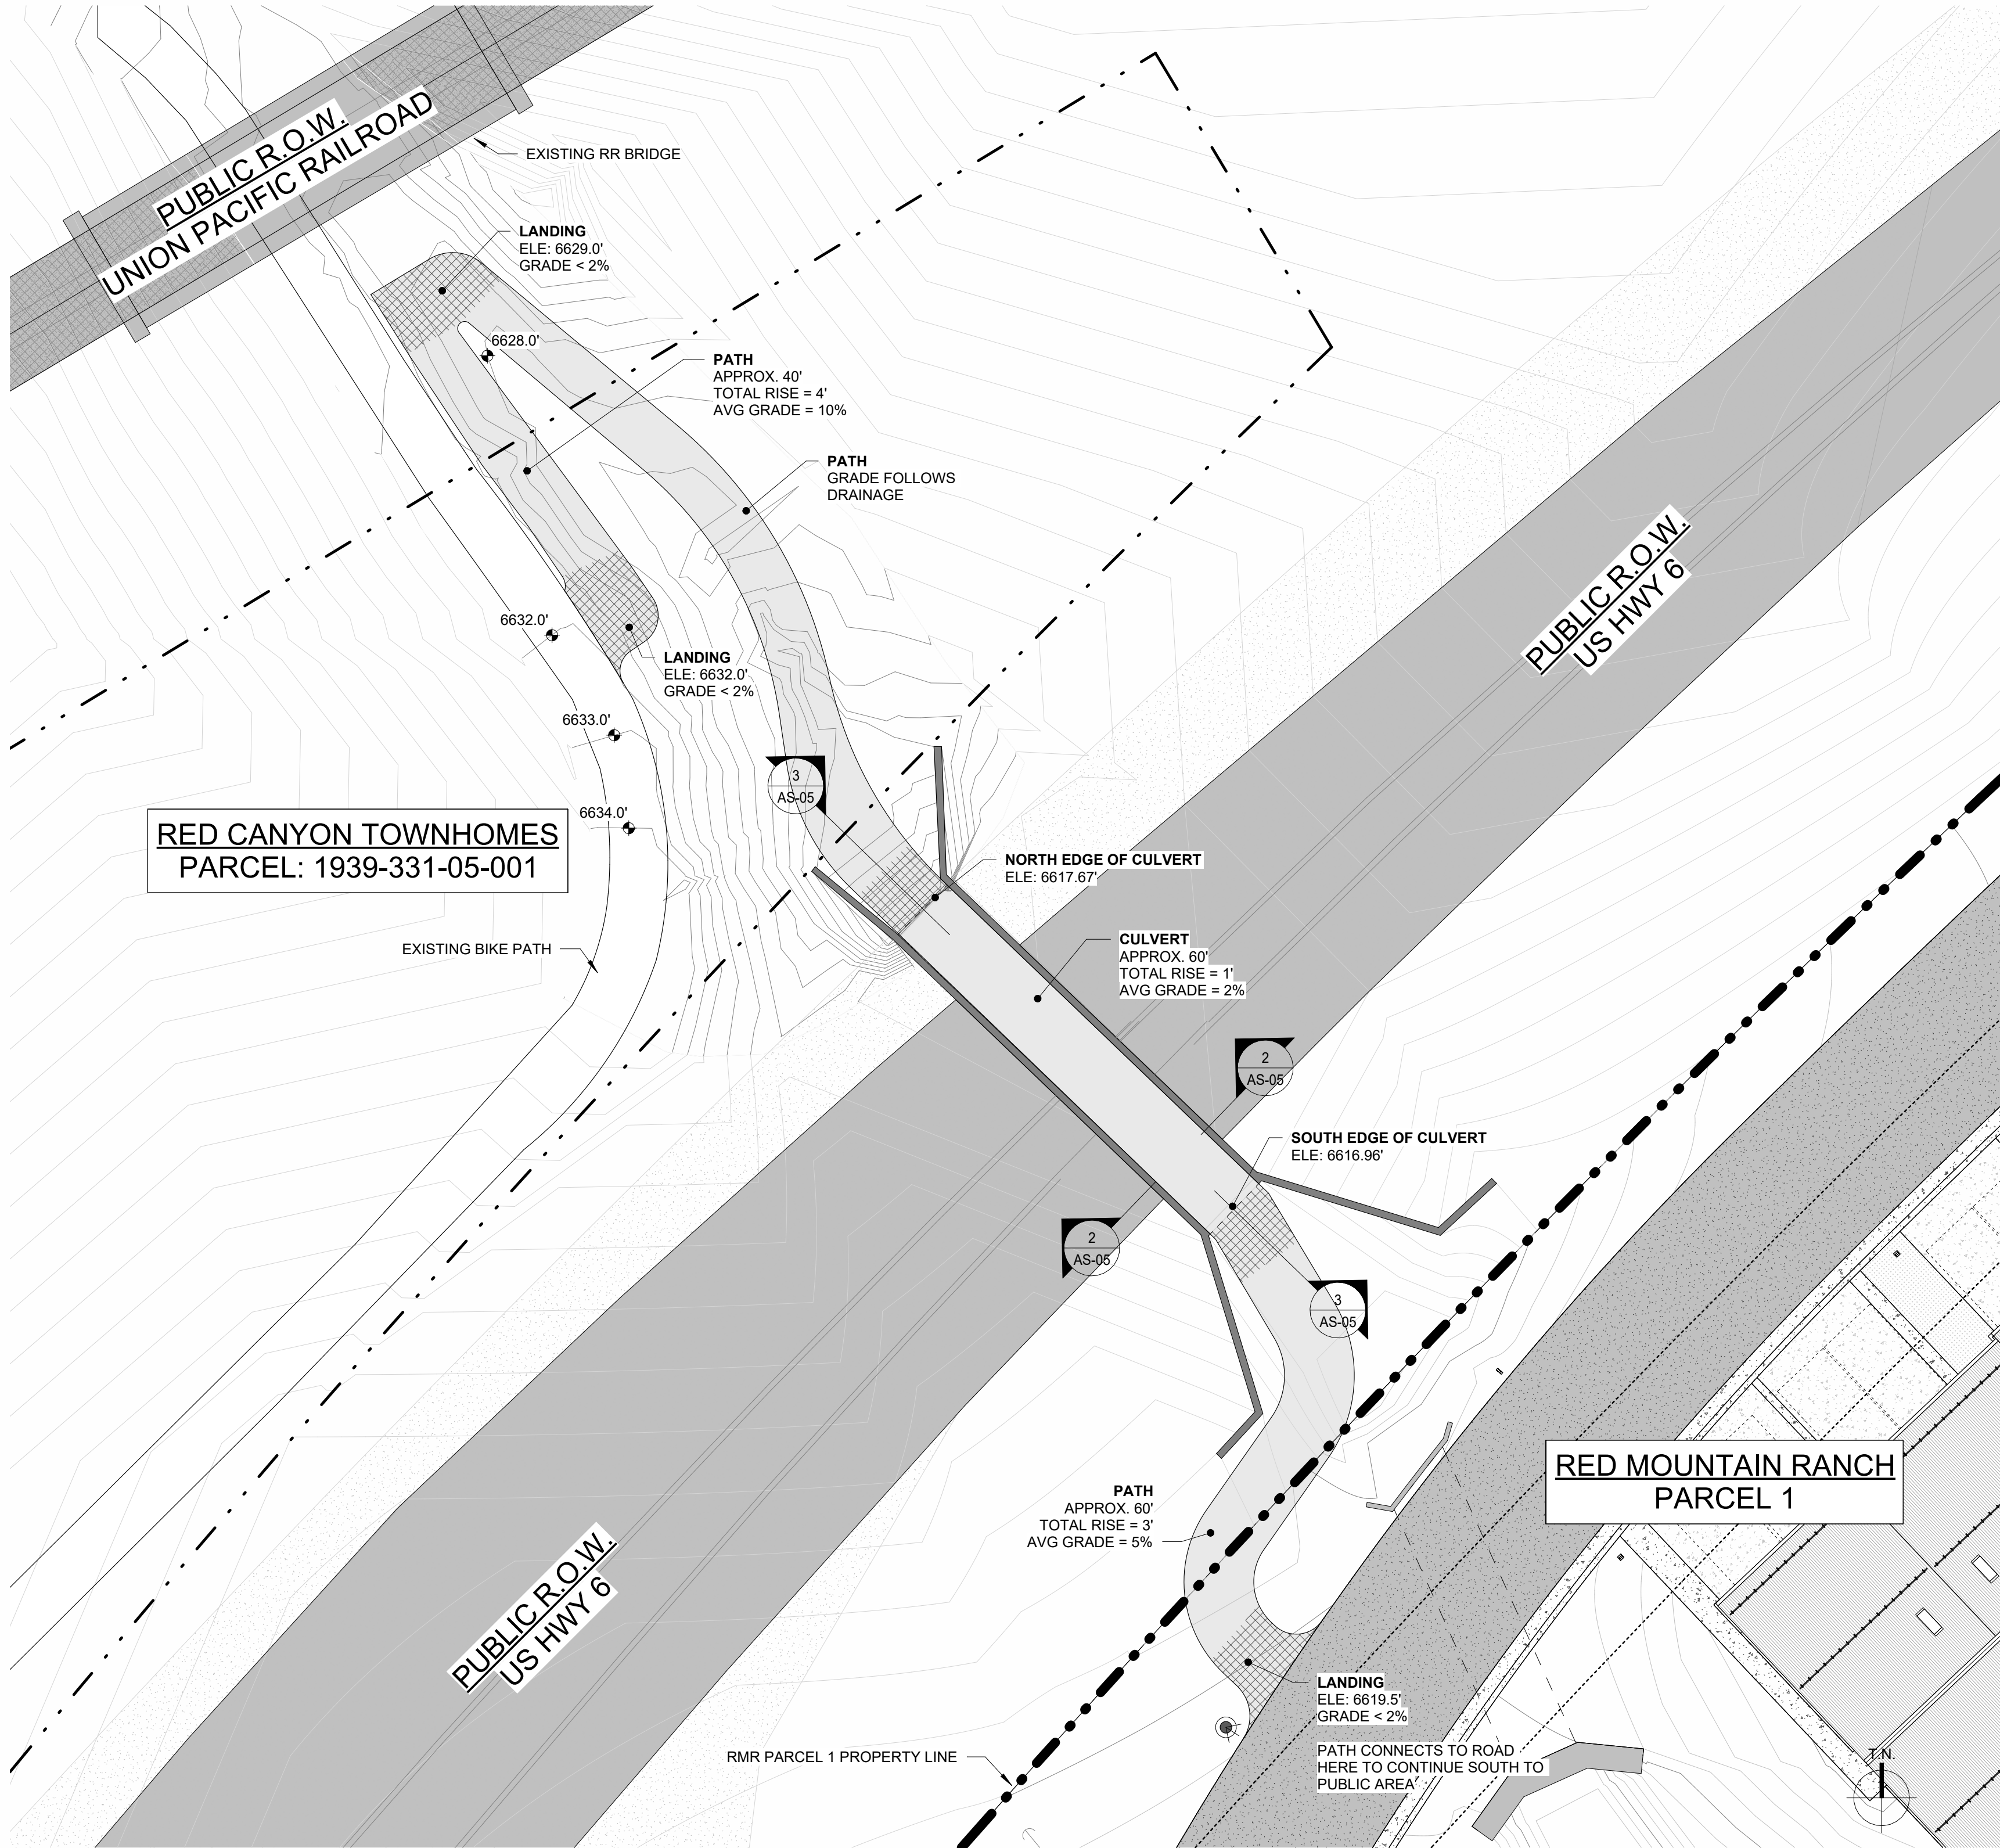 PUBLIC R.O.W.
UNION PACIFIC RAILROAD
EXISTING RR BRIDGE
LANDING
ELE: 6629.0'
GRADE < 2%
6628.0'
PATH
APPROX. 40'
TOTAL RISE = 4'
AVG GRADE = 10%
PATH
GRADE FOLLOWS
DRAINAGE
PUBLIC R.O.W.
US HWY 6
6632.0'
LANDING
ELE: 6632.0'
GRADE < 2%
6633.0'
6634.0'
3
AS-05
RED CANYON TOWNHOMES
PARCEL: 1939-331-05-001
NORTH EDGE OF CULVERT
ELE: 6617.67'
EXISTING BIKE PATH
CULVERT
APPROX. 60'
TOTAL RISE = 1'
AVG GRADE = 2%
2
AS-05
SOUTH EDGE OF CULVERT
ELE: 6616.96'
2
AS-05
3
AS-05
RED MOUNTAIN RANCH
PARCEL 1
PATH
APPROX. 60'
TOTAL RISE = 3'
AVG GRADE = 5%
PUBLIC R.O.W.
US HWY 6
LANDING
ELE: 6619.5'
GRADE < 2%
PATH CONNECTS TO ROAD
HERE TO CONTINUE SOUTH TO
PUBLIC AREA
RMR PARCEL 1 PROPERTY LINE
T.N.